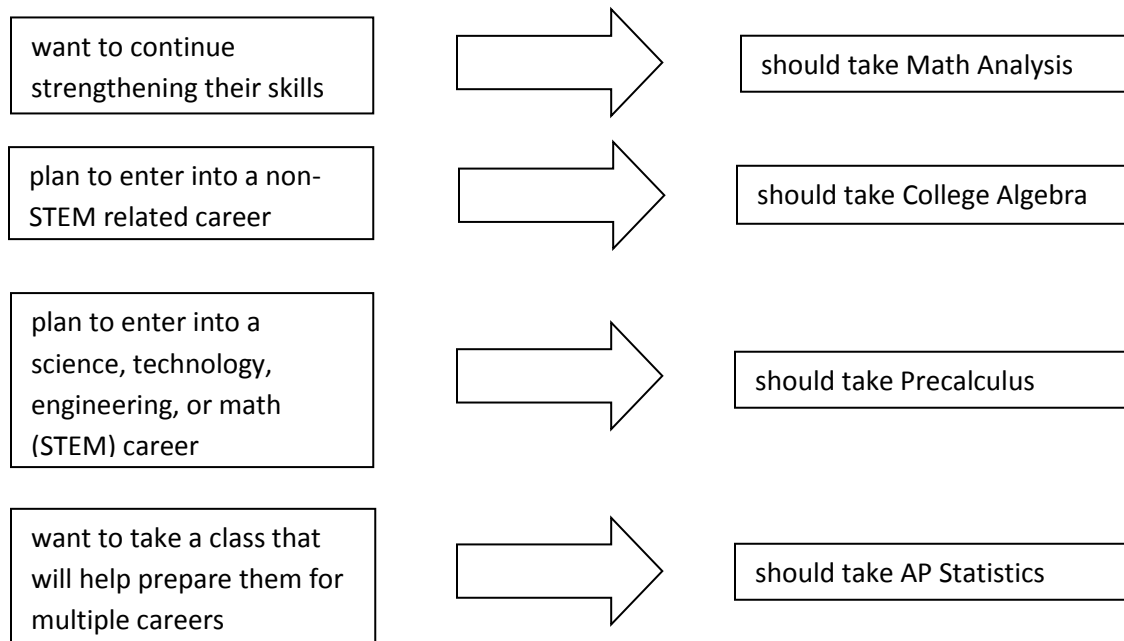 want to continue
strengthening their skills
should take Math Analysis
plan to enter into a non-
STEM related career
should take College Algebra
plan to enter into a
science, technology,
engineering, or math
(STEM) career
should take Precalculus
want to take a class that
will help prepare them for
multiple careers
should take AP Statistics